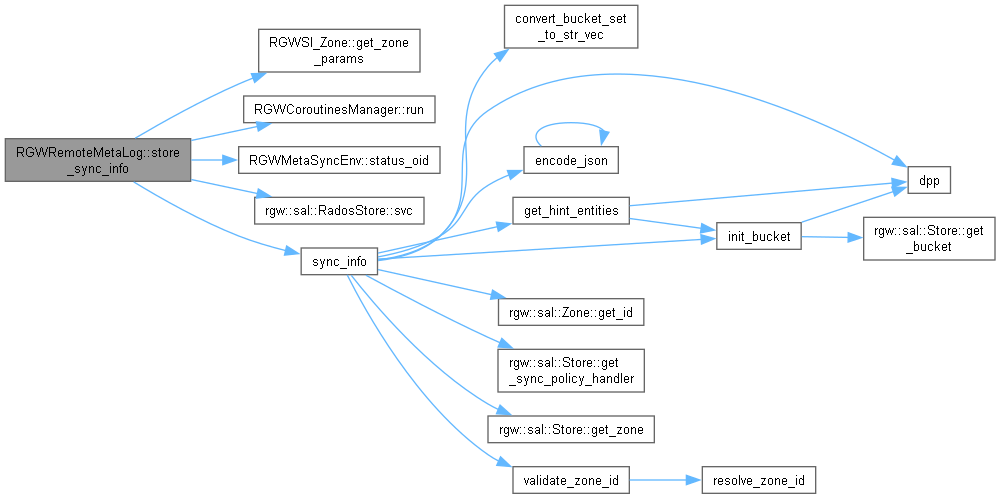 RGWRemoteMetaLog::store
_sync_info
RGWSI_Zone::get_zone
_params
RGWCoroutinesManager::run
RGWMetaSyncEnv::status_oid
rgw::sal::RadosStore::svc
sync_info
convert_bucket_set
_to_str_vec
encode_json
get_hint_entities
init_bucket
dpp
rgw::sal::Store::get
_bucket
rgw::sal::Zone::get_id
rgw::sal::Store::get
_sync_policy_handler
rgw::sal::Store::get_zone
validate_zone_id
resolve_zone_id